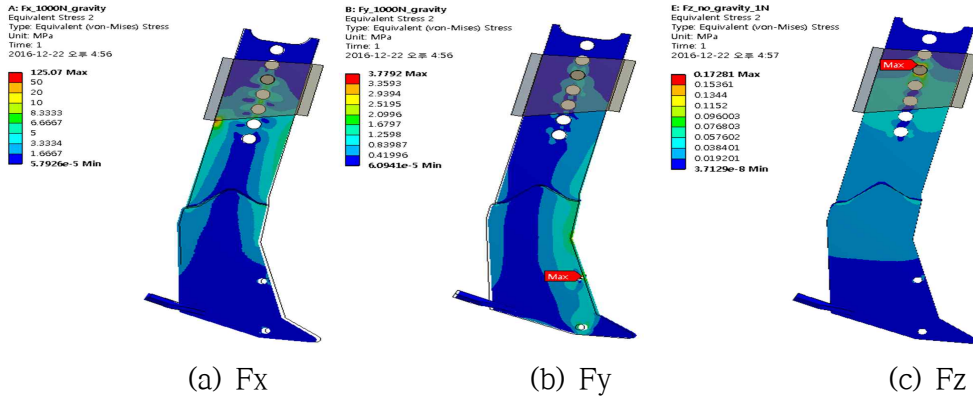 A: Fx_1000N_gravity
Equivalent Stress 2
Type: Equivalent (von-Mises) Stress
Unit: MPa
Time: 1
2016-12-22 오후 4:56
125.07 Max
50
20
10
8.3333
6.6667
5
3.3334
1.6667
5.7926e-5 Min
B: Fy_1000N_gravity
Equivalent Stress 2
Type: Equivalent (von-Mises) Stress
Unit: MPa
Time: 1
2016-12-22 오후 4:56
3.7792 Max
3.3593
2.9394
2.5195
2.0996
1.6797
1.2598
0.83987
0.41996
6.0941e-5 Min
Max
E: Fz_no_gravity_1N
Equivalent Stress 2
Type: Equivalent (von-Mises) Stress
Unit: MPa
Time: 1
2016-12-22 오후 4:57
0.17281 Max
0.15361
0.1344
0.1152
0.096003
0.076803
0.057602
0.038401
0.019201
3.7129e-8 Min
Max
(a) Fx
(b) Fy
(c) Fz